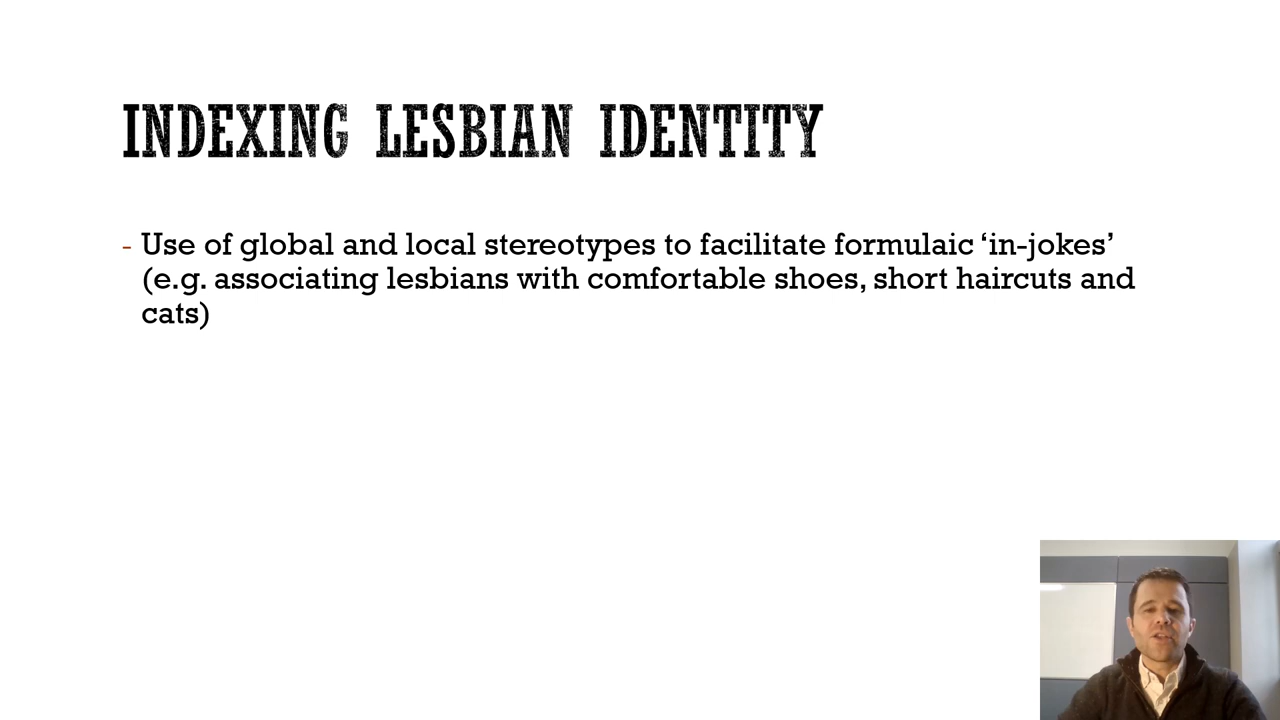 INDEXING LESBIAN IDENTITY
- Use of global and local stereotypes to facilitate formulaic ‘in-jokes’
(e.g. associating lesbians with comfortable shoes, short haircuts and
cats)